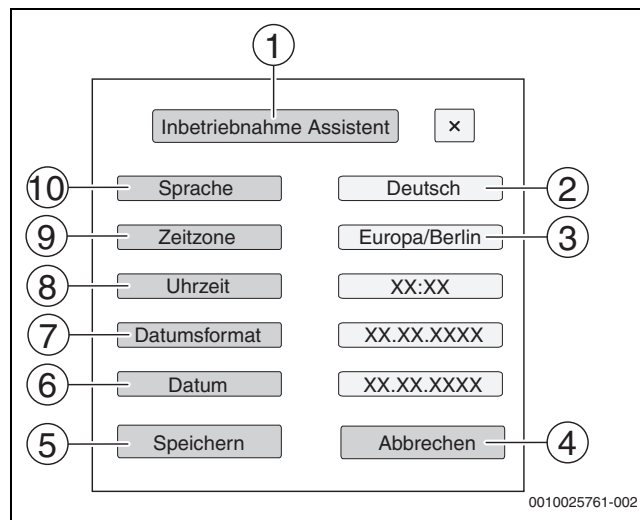 1
Inbetriebnahme Assistent ×
10 Sprache Deutsch 2
9 Zeitzone Europa/Berlin 3
8 Uhrzeit XX:XX
7 Datumsformat XX.XX.XXXX
6 Datum XX.XX.XXXX
5 Speichern Abbrechen 4
0010025761-002